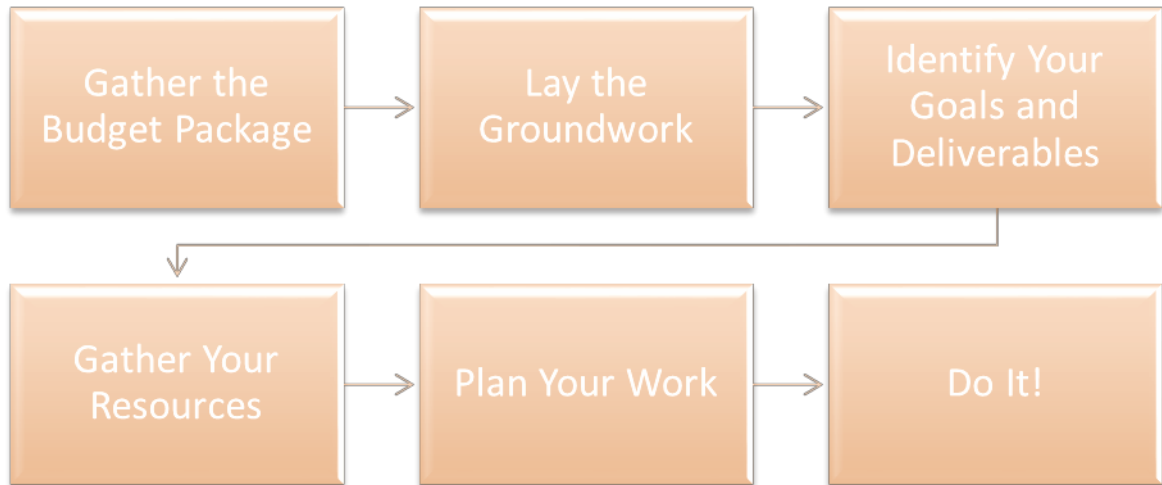 Gather the
Budget Package
Lay the
Groundwork
Identify Your
Goals and
Deliverables
Gather Your
Resources
Plan Your Work
Do It!